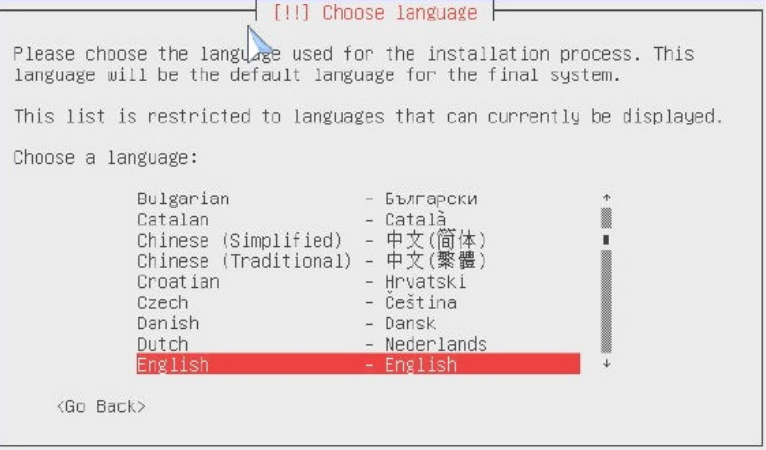 [!!] Choose language
Please choose the language used for the installation process. This
language will be the default language for the final system.
This list is restricted to languages that can currently be displayed.
Choose a language:
Bulgarian - Български
Catalan - Català
Chinese (Simplified) - 中文(简体)
Chinese (Traditional) - 中文(繁體)
Croatian - Hrvatski
Czech - Čeština
Danish - Dansk
Dutch - Nederlands
English - English
<Go Back>